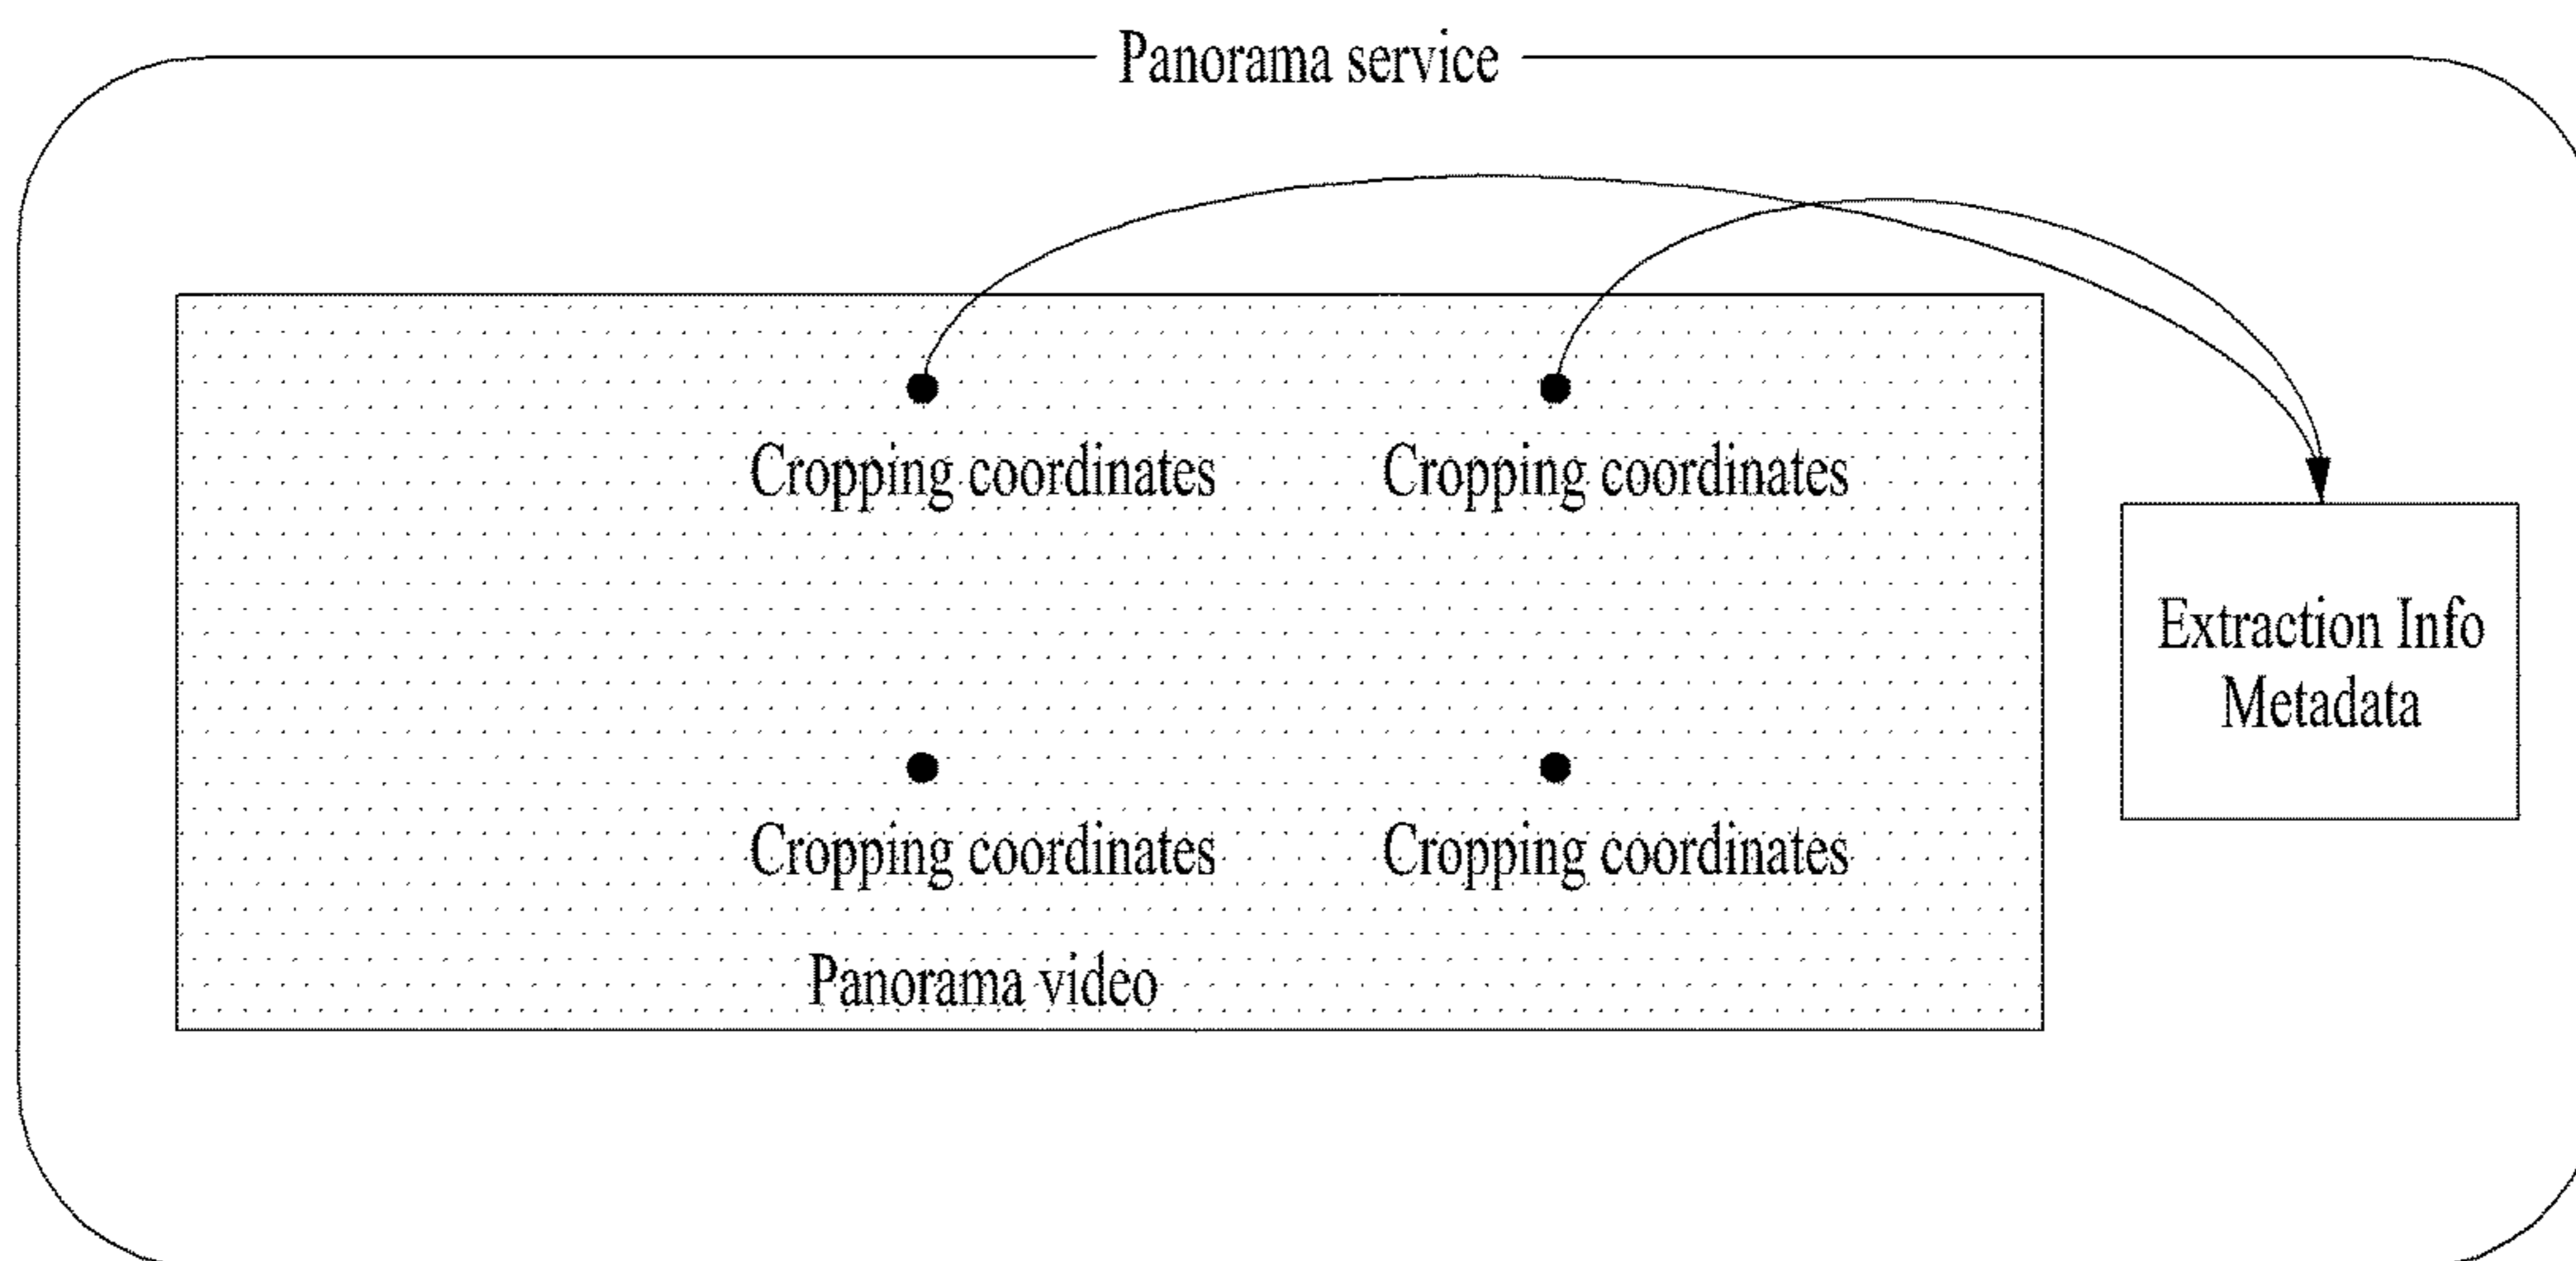 Panorama service
Cropping coordinates
Cropping coordinates
Extraction Info
Metadata
Cropping coordinates
Cropping coordinates
Panorama video